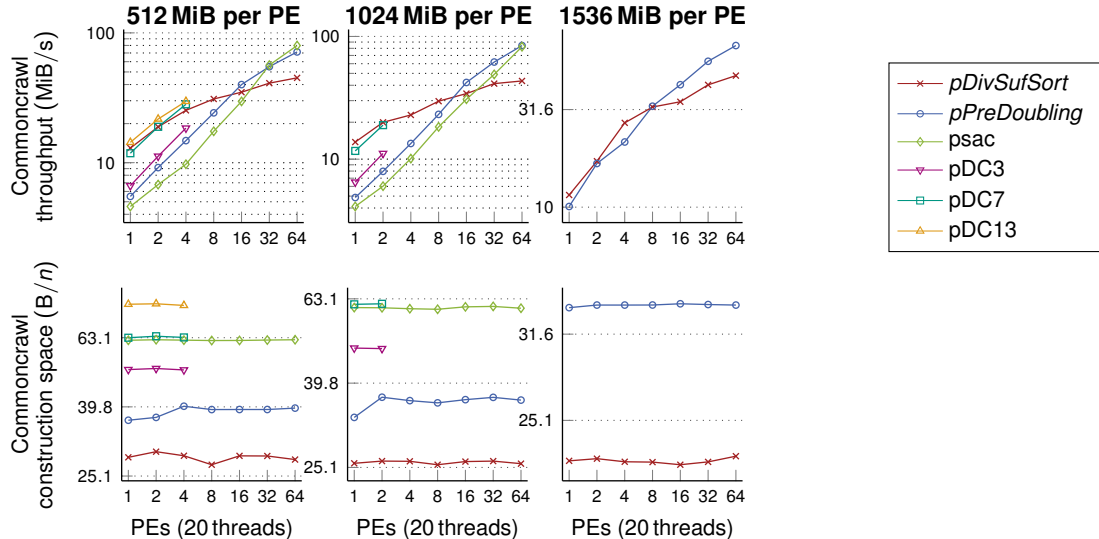 512 MiB per PE
1024 MiB per PE
1536 MiB per PE
Commoncrawl
throughput (MiB/s)
100
10
1 2 4 8 16 32 64
100
10
1 2 4 8 16 32 64
31.6
10
1 2 4 8 16 32 64
pDivSufSort
pPreDoubling
psac
pDC3
pDC7
pDC13
Commoncrawl
construction space (B/n)
63.1
39.8
25.1
1 2 4 8 16 32 64
PEs (20 threads)
63.1
39.8
25.1
1 2 4 8 16 32 64
PEs (20 threads)
31.6
25.1
1 2 4 8 16 32 64
PEs (20 threads)